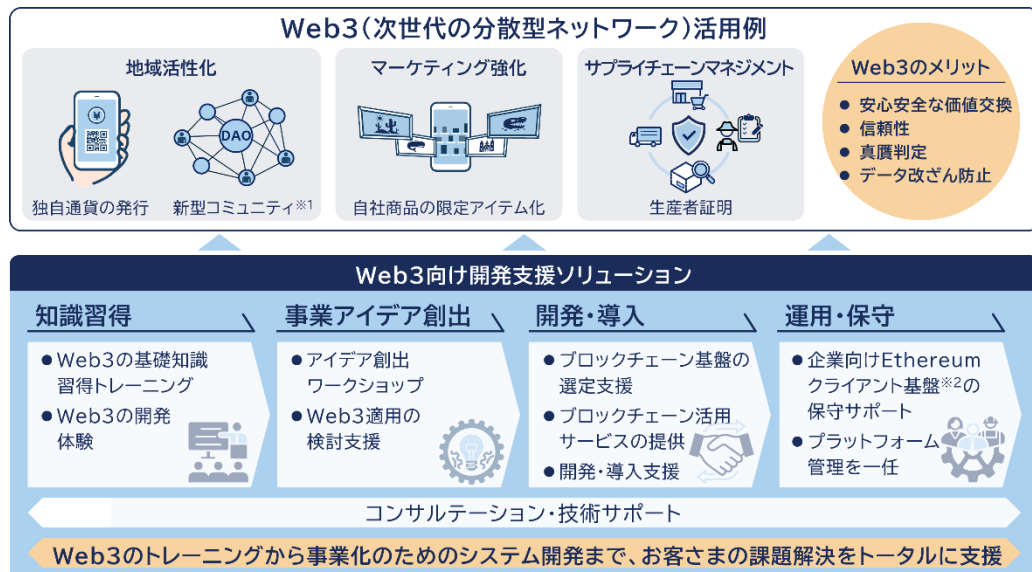 Web3(次世代の分散型ネットワーク)活用例
地域活性化
¥
DAO
独自通貨の発行
新型コミュニティ※1
マーケティング強化
自社商品の限定アイテム化
サプライチェーンマネジメント
生産者証明
Web3のメリット
● 安心安全な価値交換
● 信頼性
● 真贋判定
● データ改ざん防止
Web3向け開発支援ソリューション
知識習得
● Web3の基礎知識
習得トレーニング
● Web3の開発
体験
事業アイデア創出
● アイデア創出
ワークショップ
● Web3適用の
検討支援
開発・導入
● ブロックチェーン基盤の
選定支援
● ブロックチェーン活用
サービスの提供
● 開発・導入支援
運用・保守
● 企業向けEthereum
クライアント基盤※2の
保守サポート
● プラットフォーム
管理を一任
コンサルテーション・技術サポート
Web3のトレーニングから事業化のためのシステム開発まで、お客さまの課題解決をトータルに支援